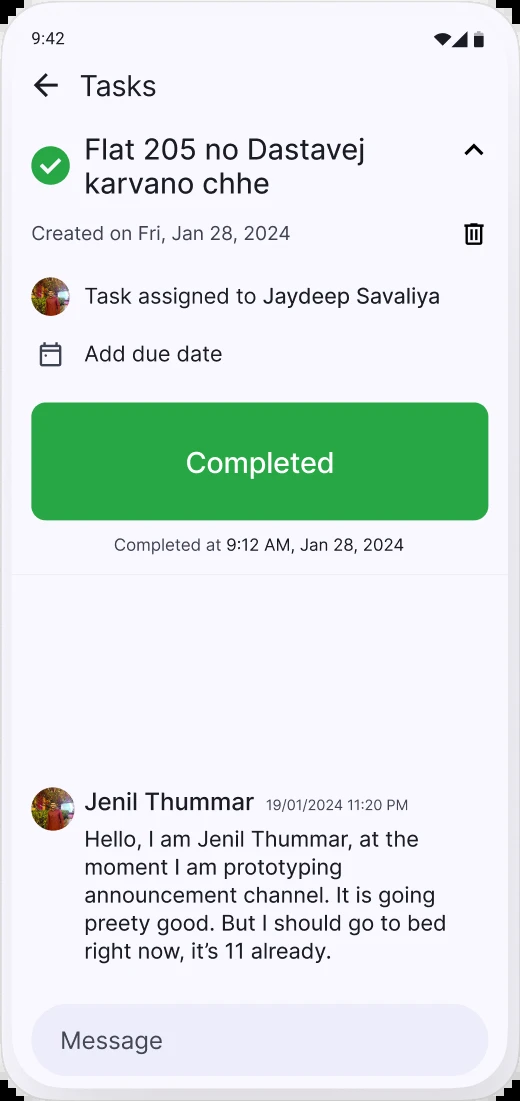 9:42
Tasks
Flat 205 no Dastavej
karvano chhe
Created on Fri, Jan 28, 2024
Task assigned to Jaydeep Savaliya
Add due date
Completed
Completed at 9:12 AM, Jan 28, 2024
Jenil Thummar 19/01/2024 11:20 PM
Hello, I am Jenil Thummar, at the
moment I am prototyping
announcement channel. It is going
preety good. But I should go to bed
right now, it’s 11 already.
Message